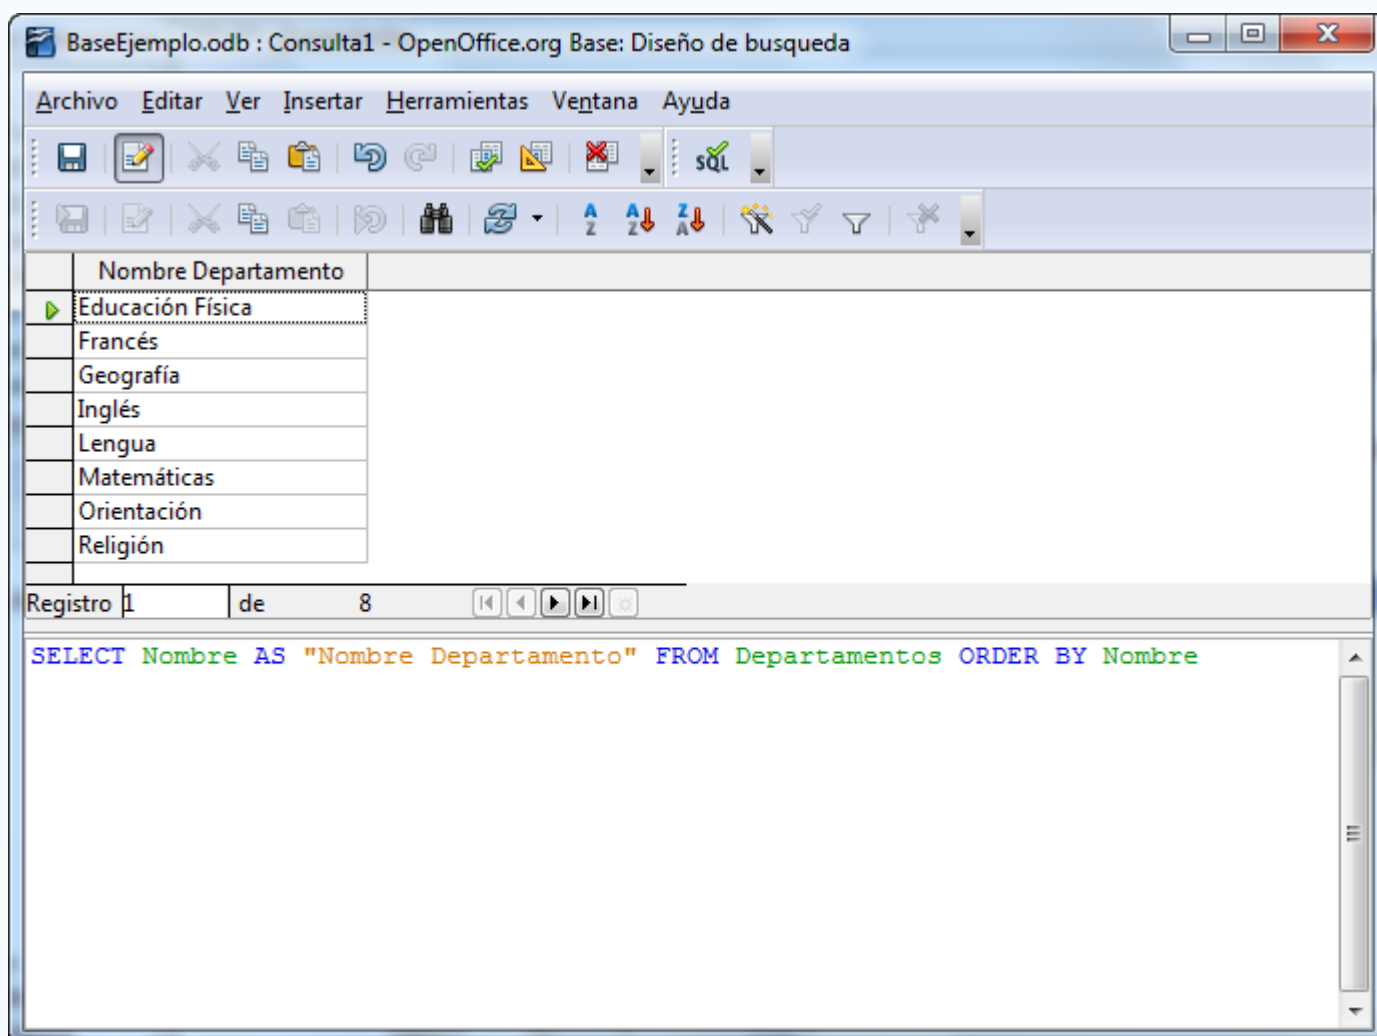 BaseEjemplo.odb : Consulta1 - OpenOffice.org Base: Diseño de busqueda
Archivo Editar Ver Insertar Herramientas Ventana Ayuda
SQL
A Z A Z Z A
Nombre Departamento
Educación Física
Francés
Geografía
Inglés
Lengua
Matemáticas
Orientación
Religión
Registro 1 de 8
SELECT Nombre AS "Nombre Departamento" FROM Departamentos ORDER BY Nombre